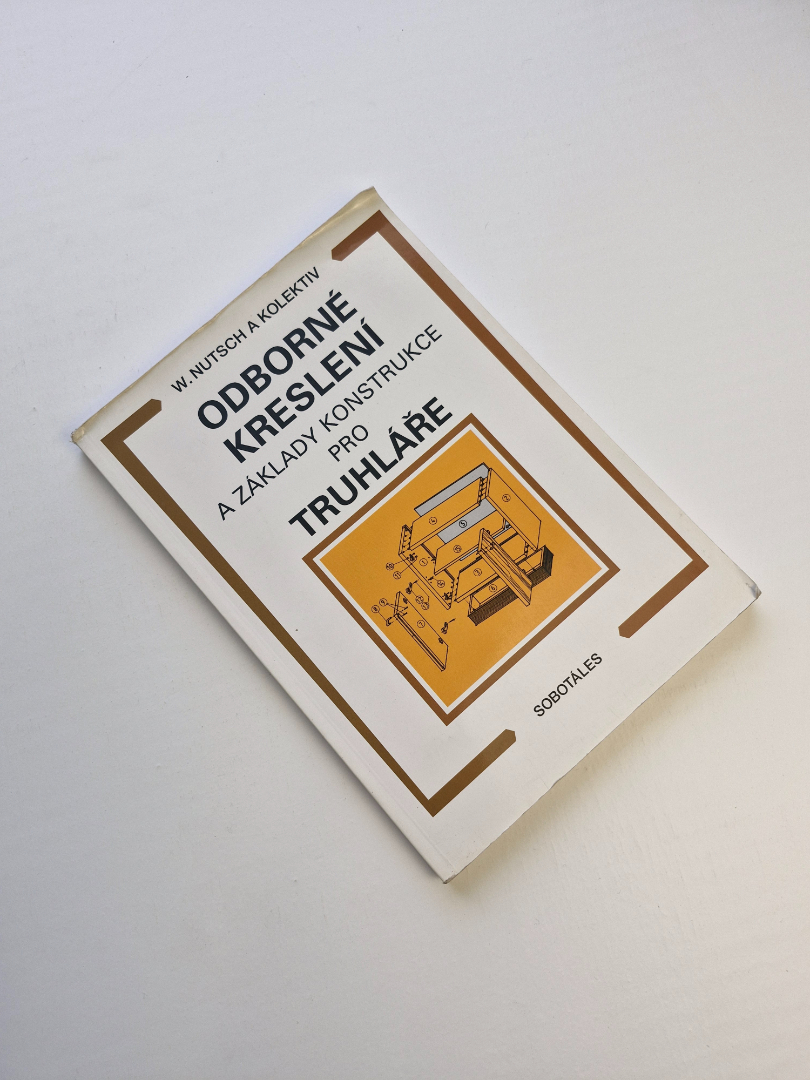 W. NUTSCH A KOLEKTIV
ODBORNÉ
KRESLENÍ
A ZÁKLADY KONSTRUKCE
PRO
TRUHLÁŘE
SOBOTÁLES